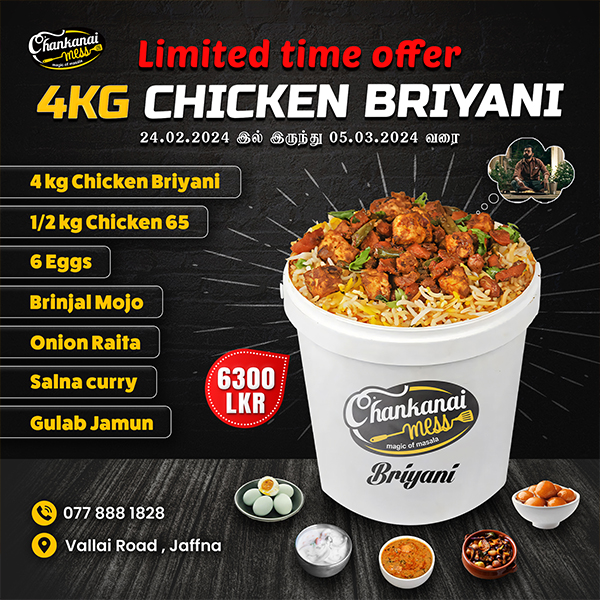 Chankanai
mess
magic of masala
Limited time offer
4KG CHICKEN BRIYANI
24.02.2024 இல் இருந்து 05.03.2024 வரை
4 kg Chicken Briyani
1/2 kg Chicken 65
6 Eggs
Brinjal Mojo
Onion Raita
Salna curry
Gulab Jamun
6300
LKR
Chankanai
mess
magic of masala
Briyani
077 888 1828
Vallai Road , Jaffna